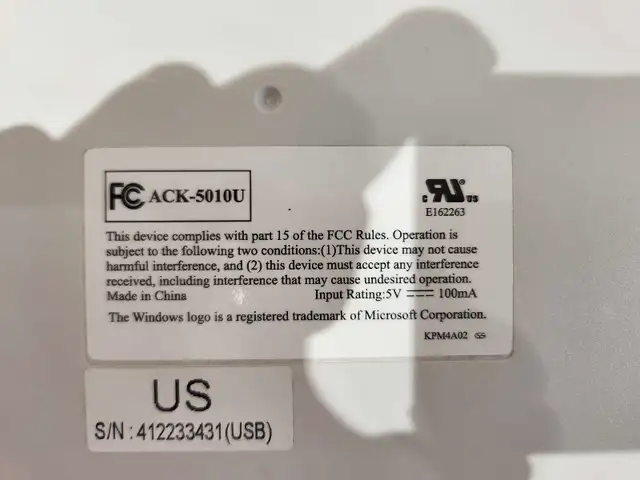 FC ACK-5010U
c RU US
E162263
This device complies with part 15 of the FCC Rules. Operation is
subject to the following two conditions:(1)This device may not cause
harmful interference, and (2) this device must accept any interference
received, including interference that may cause undesired operation.
Made in China Input Rating:5V 100mA
The Windows logo is a registered trademark of Microsoft Corporation.
KPM4A02
US
S/N : 412233431(USB)